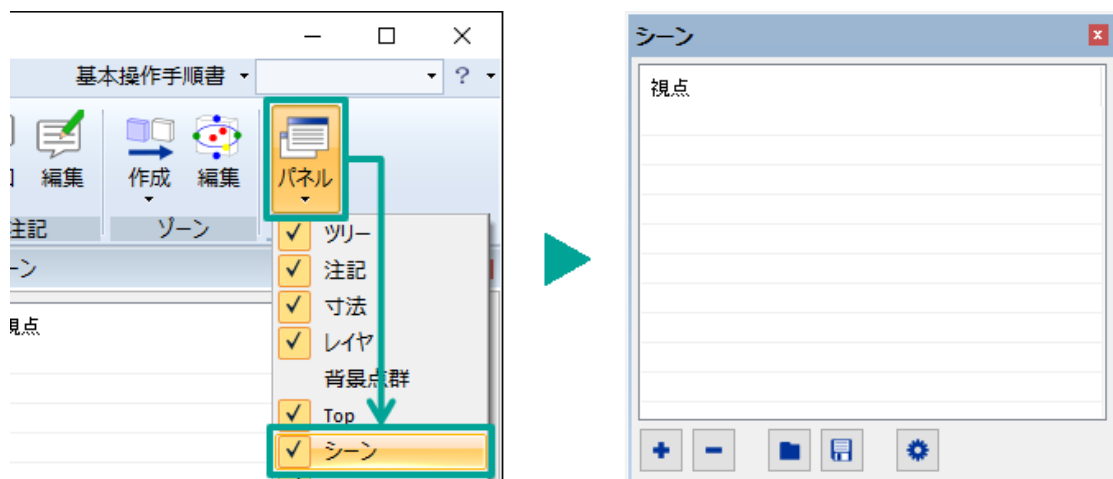 基本操作手順書
?
編集
作成
編集
パネル
注記
ゾーン
ツリー
注記
寸法
レイヤ
背景点群
Top
シーン
シーン
視点